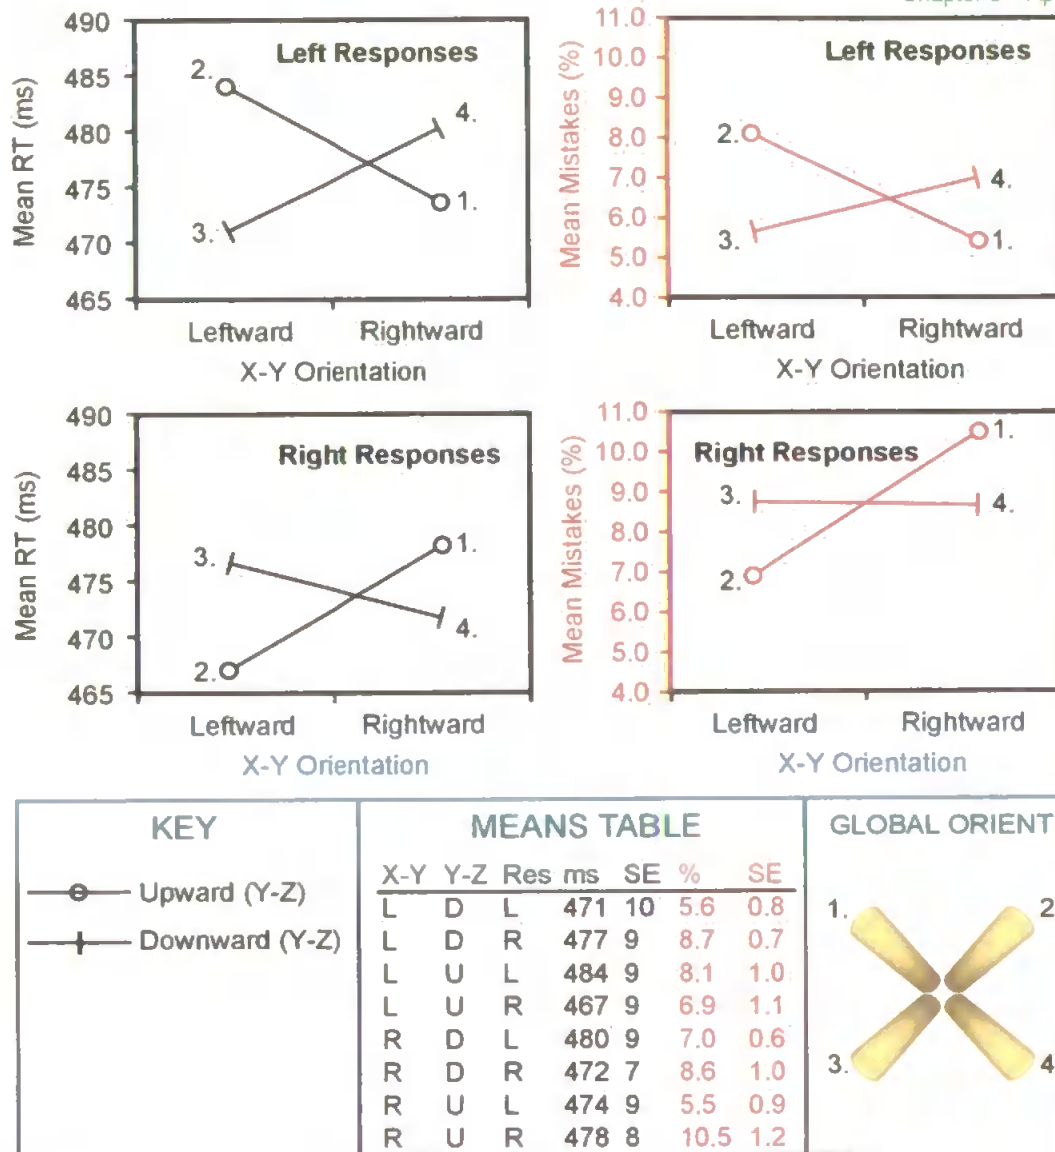 Left Responses
Mean RT (ms)
490
485
480
475
470
465
2.
4.
3.
1.
Leftward Rightward
X-Y Orientation
Left Responses
Mean Mistakes (%)
11.0
10.0
9.0
8.0
7.0
6.0
5.0
4.0
2.
4.
3.
1.
Leftward Rightward
X-Y Orientation
Right Responses
Mean RT (ms)
490
485
480
475
470
465
3.
1.
2.
4.
Leftward Rightward
X-Y Orientation
Right Responses
Mean Mistakes (%)
11.0
10.0
9.0
8.0
7.0
6.0
5.0
4.0
1.
3.
4.
2.
Leftward Rightward
X-Y Orientation
KEY
Upward (Y-Z)
Downward (Y-Z)
MEANS TABLE
X-Y Y-Z Res ms SE % SE
L D L 471 10 5.6 0.8
L D R 477 9 8.7 0.7
L U L 484 9 8.1 1.0
L U R 467 9 6.9 1.1
R D L 480 9 7.0 0.6
R D R 472 7 8.6 1.0
R U L 474 9 5.5 0.9
R U R 478 8 10.5 1.2
GLOBAL ORIENT
1. 2
3. 4